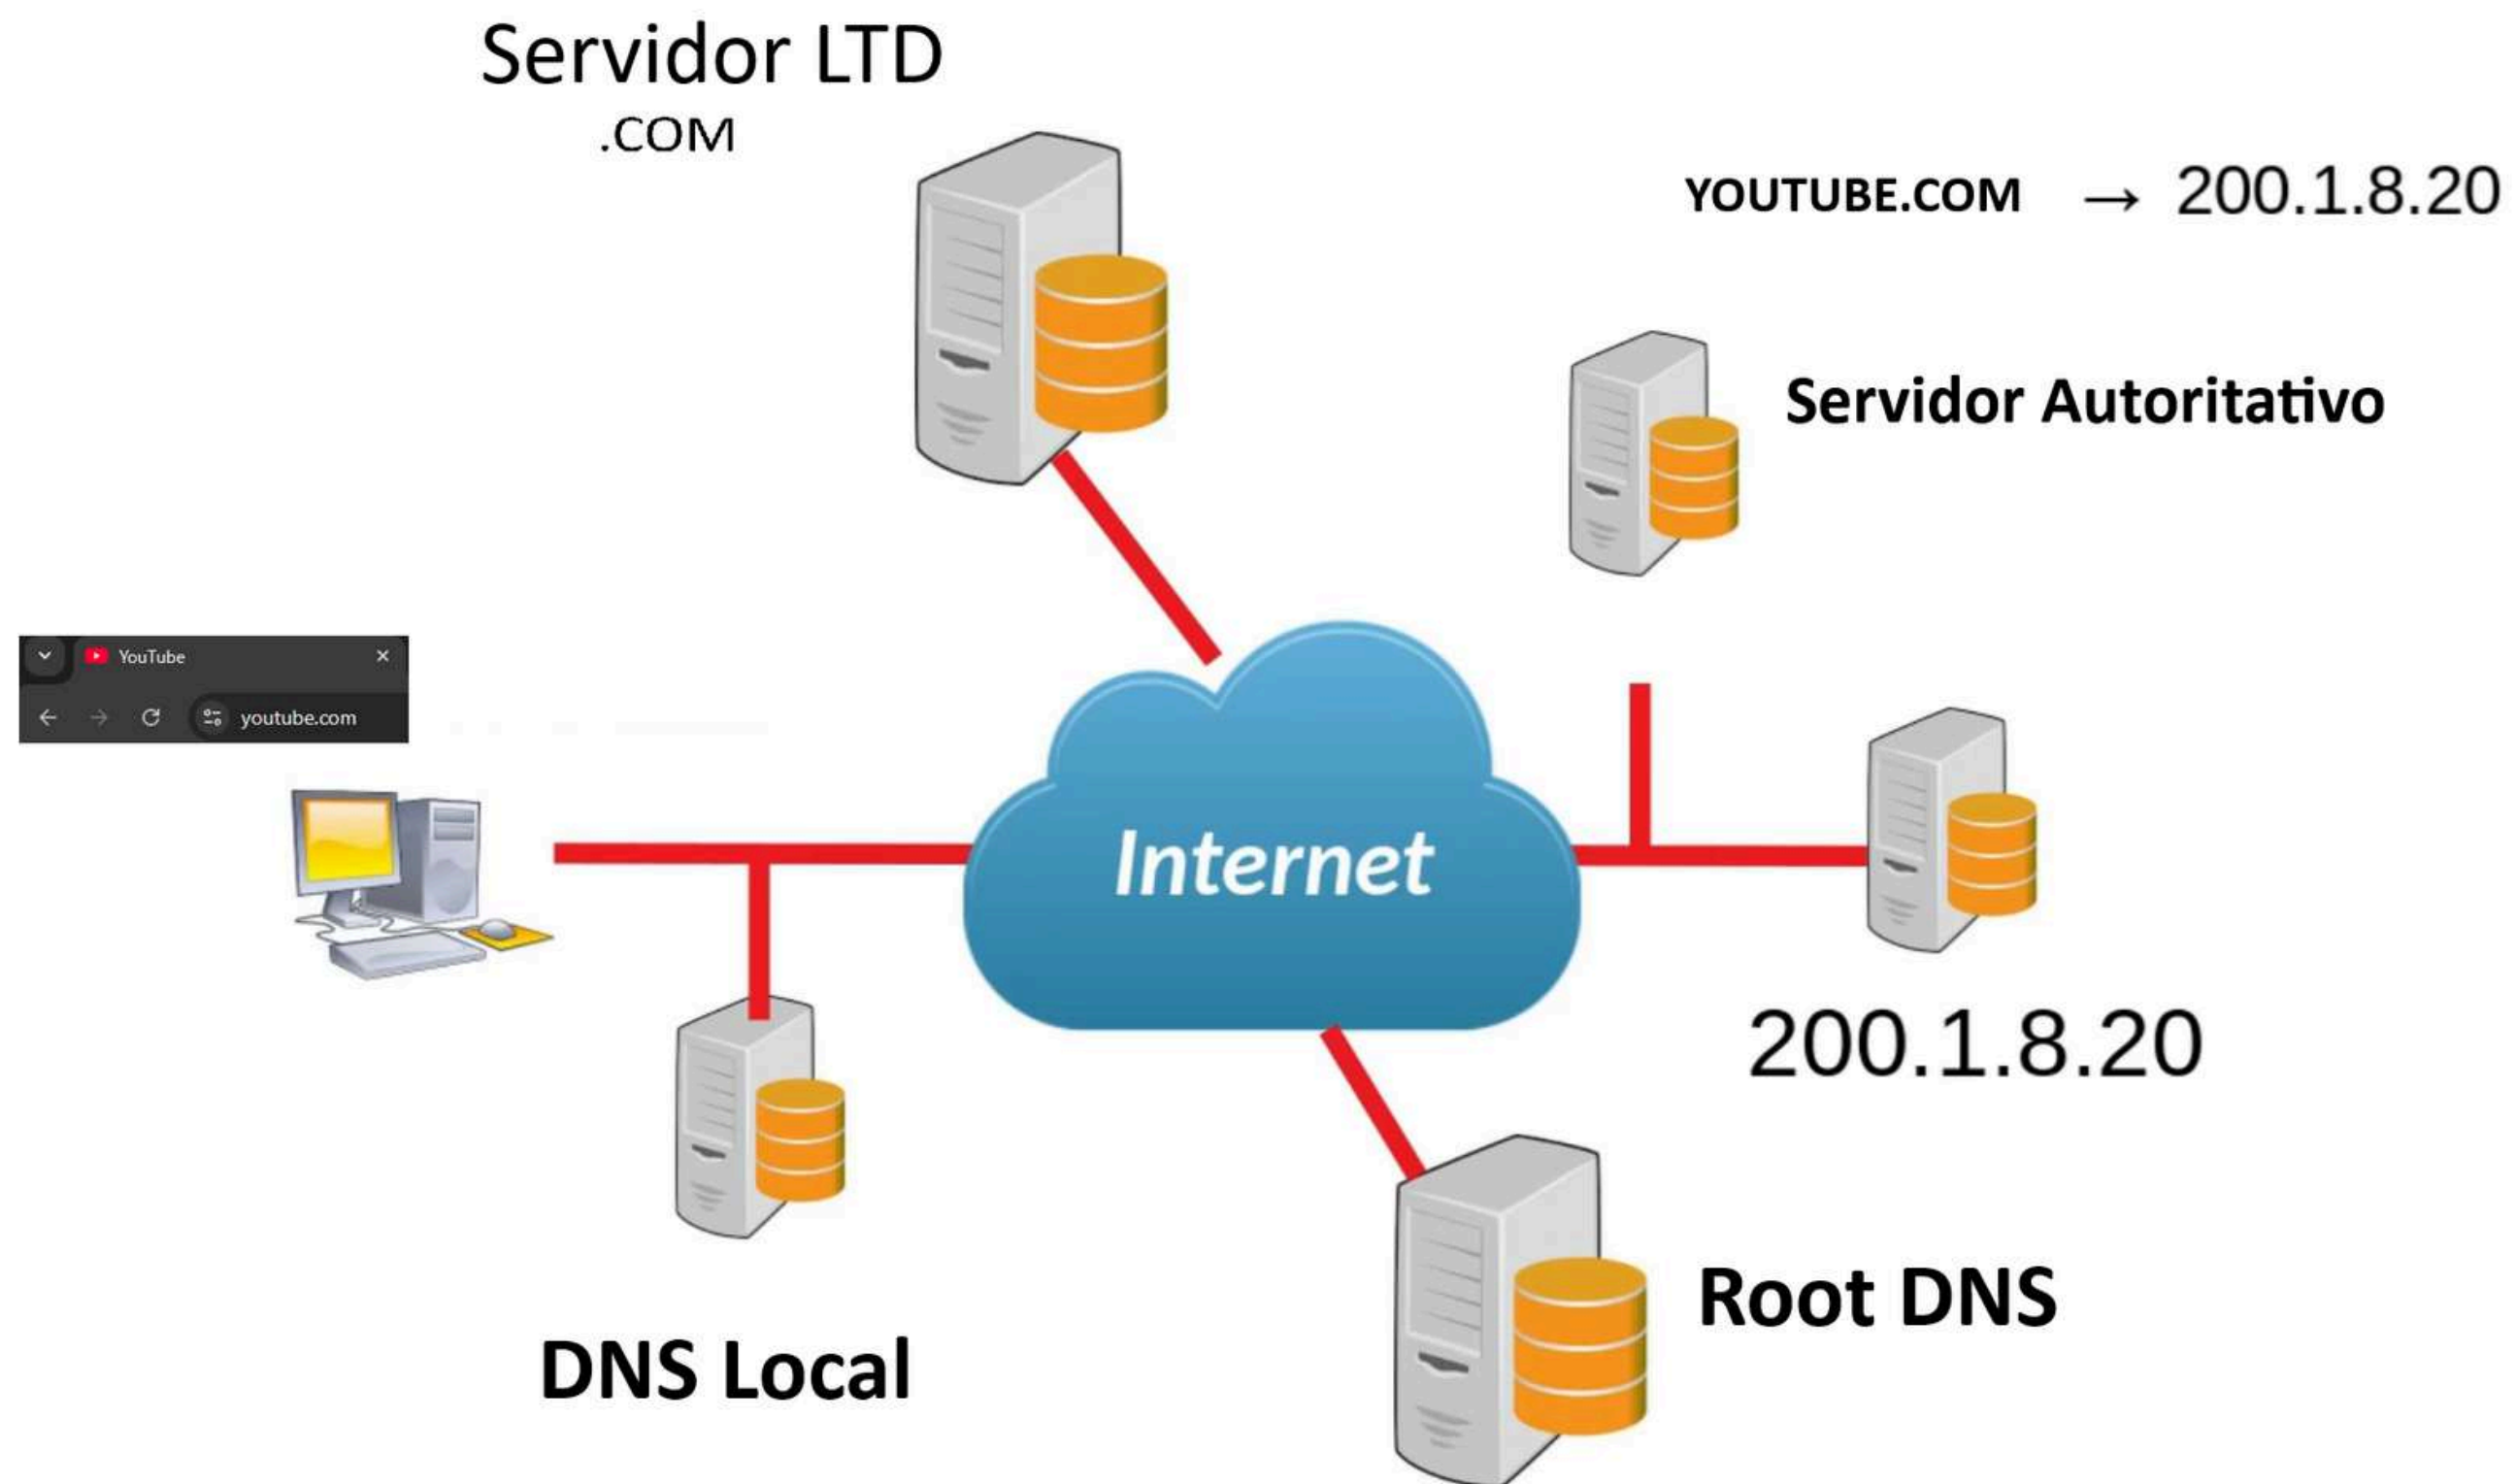 Servidor LTD
.COM
YOUTUBE.COM → 200.1.8.20
Servidor Autoritativo
YouTube
youtube.com
Internet
200.1.8.20
Root DNS
DNS Local